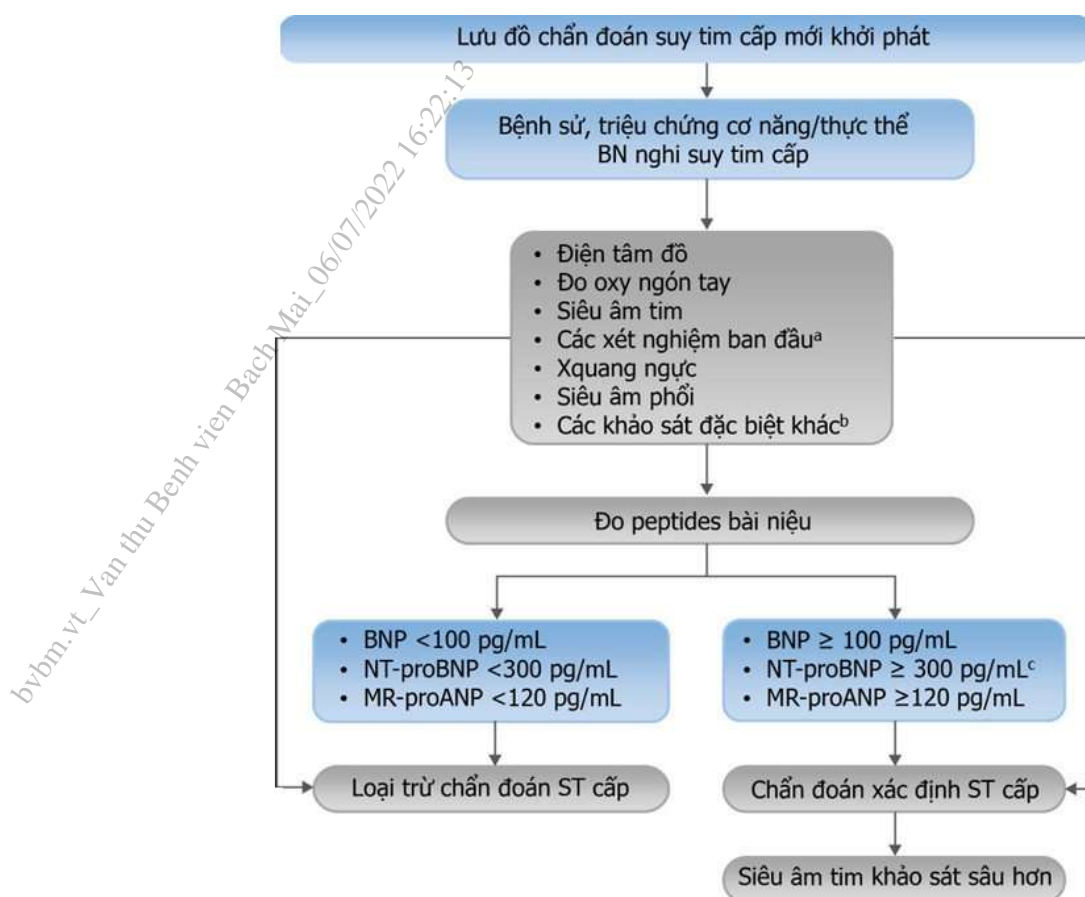 Lưu đồ chẩn đoán suy tim cấp mới khởi phát
Bệnh sử, triệu chứng cơ năng/thực thể
BN nghi suy tim cấp
• Điện tâm đồ
• Đo oxy ngón tay
• Siêu âm tim
• Các xét nghiệm ban đầuᵃ
• Xquang ngực
• Siêu âm phổi
• Các khảo sát đặc biệt khácᵇ
Đo peptides bài niệu
• BNP <100 pg/mL
• NT-proBNP <300 pg/mL
• MR-proANP <120 pg/mL
• BNP ≥ 100 pg/mL
• NT-proBNP ≥ 300 pg/mLᶜ
• MR-proANP ≥120 pg/mL
Loại trừ chẩn đoán ST cấp
Chẩn đoán xác định ST cấp
Siêu âm tim khảo sát sâu hơn
bvbm.vt_Van thu Benh vien Bach Mai_06/07/2022 16:22:13